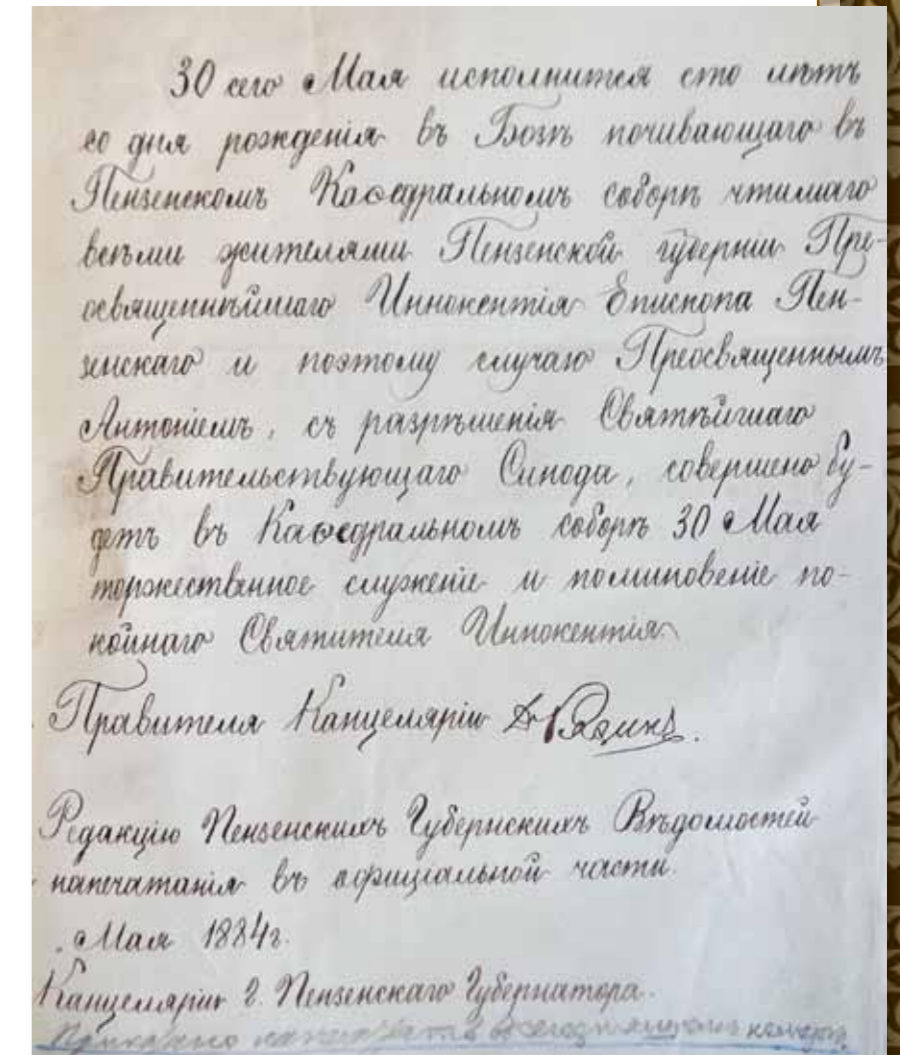 30 сего Мая исполнится сто лѣтъ
со дня рожденія въ Бозѣ почивающаго въ
Пензенскомъ Каѳедральномъ соборѣ чтимаго
всѣми жителями Пензенской губерніи Пре-
освященнѣйшаго Иннокентія Епископа Пен-
зенскаго и поэтому случаю Преосвященнымъ
Антоніемъ, съ разрѣшенія Святѣйшаго
Правительствующаго Синода, совершено бу-
детъ въ Каѳедральномъ соборѣ 30 Мая
торжественное служеніе и поминовеніе по-
койнаго Святителя Иннокентія
Правителя Канцеляріи
Редакцію Пензенскихъ Губернскихъ Вѣдомостей
напечатанія въ официальной части.
Мая 1884г.
Канцелярія г. Пензенскаго Губернатора.